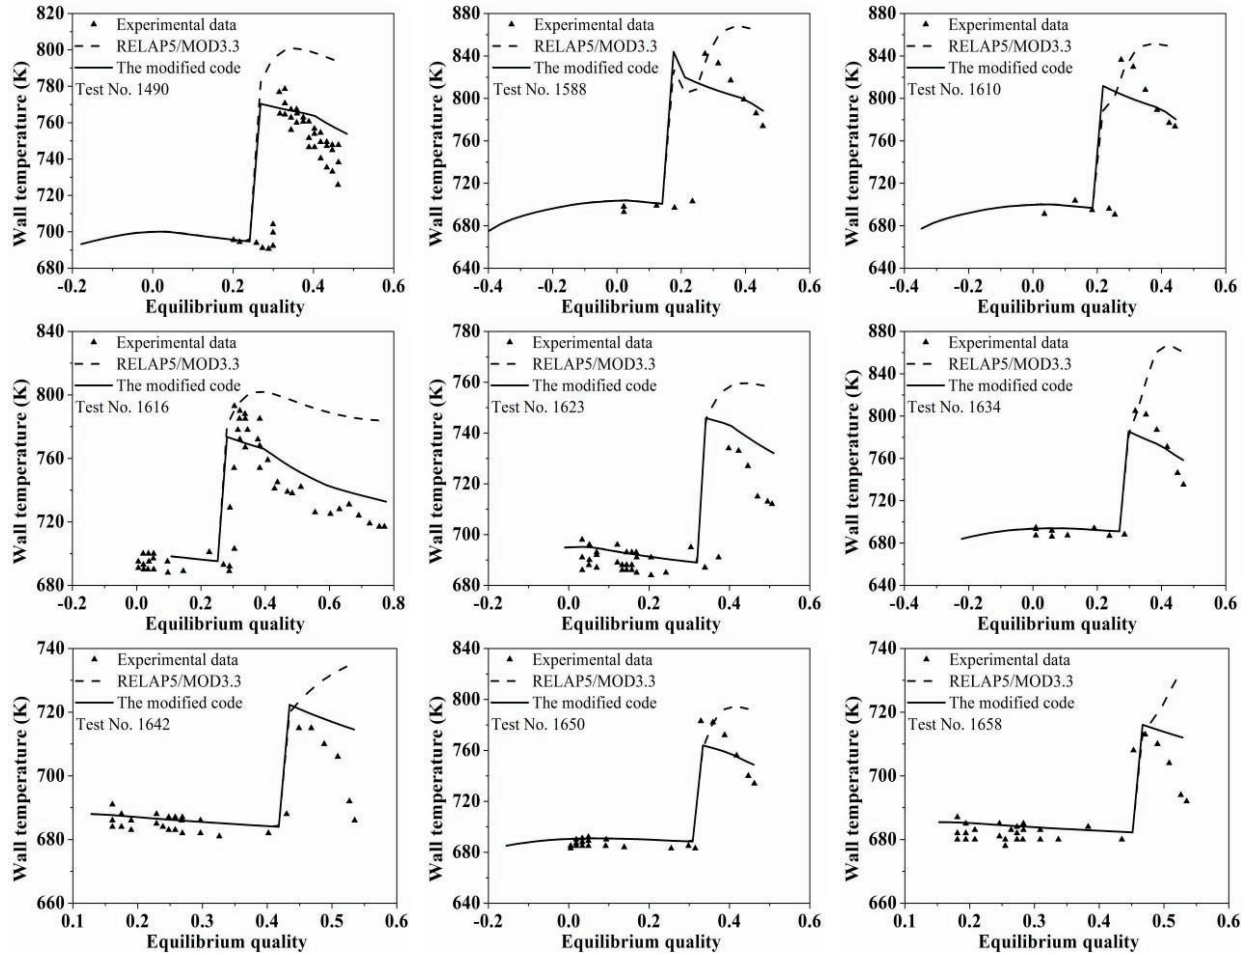 880
Experimental data
RELAP5/MOD3.3
The modified code
Test No. 1490
Wall temperature (K)
800
780
760
740
720
700
680
-0.2 0.0 0.2 0.4 0.6
Equilibrium quality
880
Experimental data
RELAP5/MOD3.3
The modified code
Test No. 1588
Wall temperature (K)
840
800
760
720
680
640
-0.4 -0.2 0.0 0.2 0.4 0.6
Equilibrium quality
880
Experimental data
RELAP5/MOD3.3
The modified code
Test No. 1610
Wall temperature (K)
840
800
760
720
680
640
-0.4 -0.2 0.0 0.2 0.4 0.6
Equilibrium quality
840
Experimental data
RELAP5/MOD3.3
The modified code
Test No. 1616
Wall temperature (K)
800
760
720
680
-0.2 0.0 0.2 0.4 0.6 0.8
Equilibrium quality
780
Experimental data
RELAP5/MOD3.3
The modified code
Test No. 1623
Wall temperature (K)
760
740
720
700
680
-0.2 0.0 0.2 0.4 0.6
Equilibrium quality
880
Experimental data
RELAP5/MOD3.3
The modified code
Test No. 1634
Wall temperature (K)
840
800
760
720
680
640
-0.4 -0.2 0.0 0.2 0.4 0.6
Equilibrium quality
740
Experimental data
RELAP5/MOD3.3
The modified code
Test No. 1642
Wall temperature (K)
720
700
680
660
0.1 0.2 0.3 0.4 0.5 0.6
Equilibrium quality
840
Experimental data
RELAP5/MOD3.3
The modified code
Test No. 1650
Wall temperature (K)
800
760
720
680
640
-0.2 0.0 0.2 0.4 0.6
Equilibrium quality
740
Experimental data
RELAP5/MOD3.3
The modified code
Test No. 1658
Wall temperature (K)
720
700
680
660
0.1 0.2 0.3 0.4 0.5 0.6
Equilibrium quality